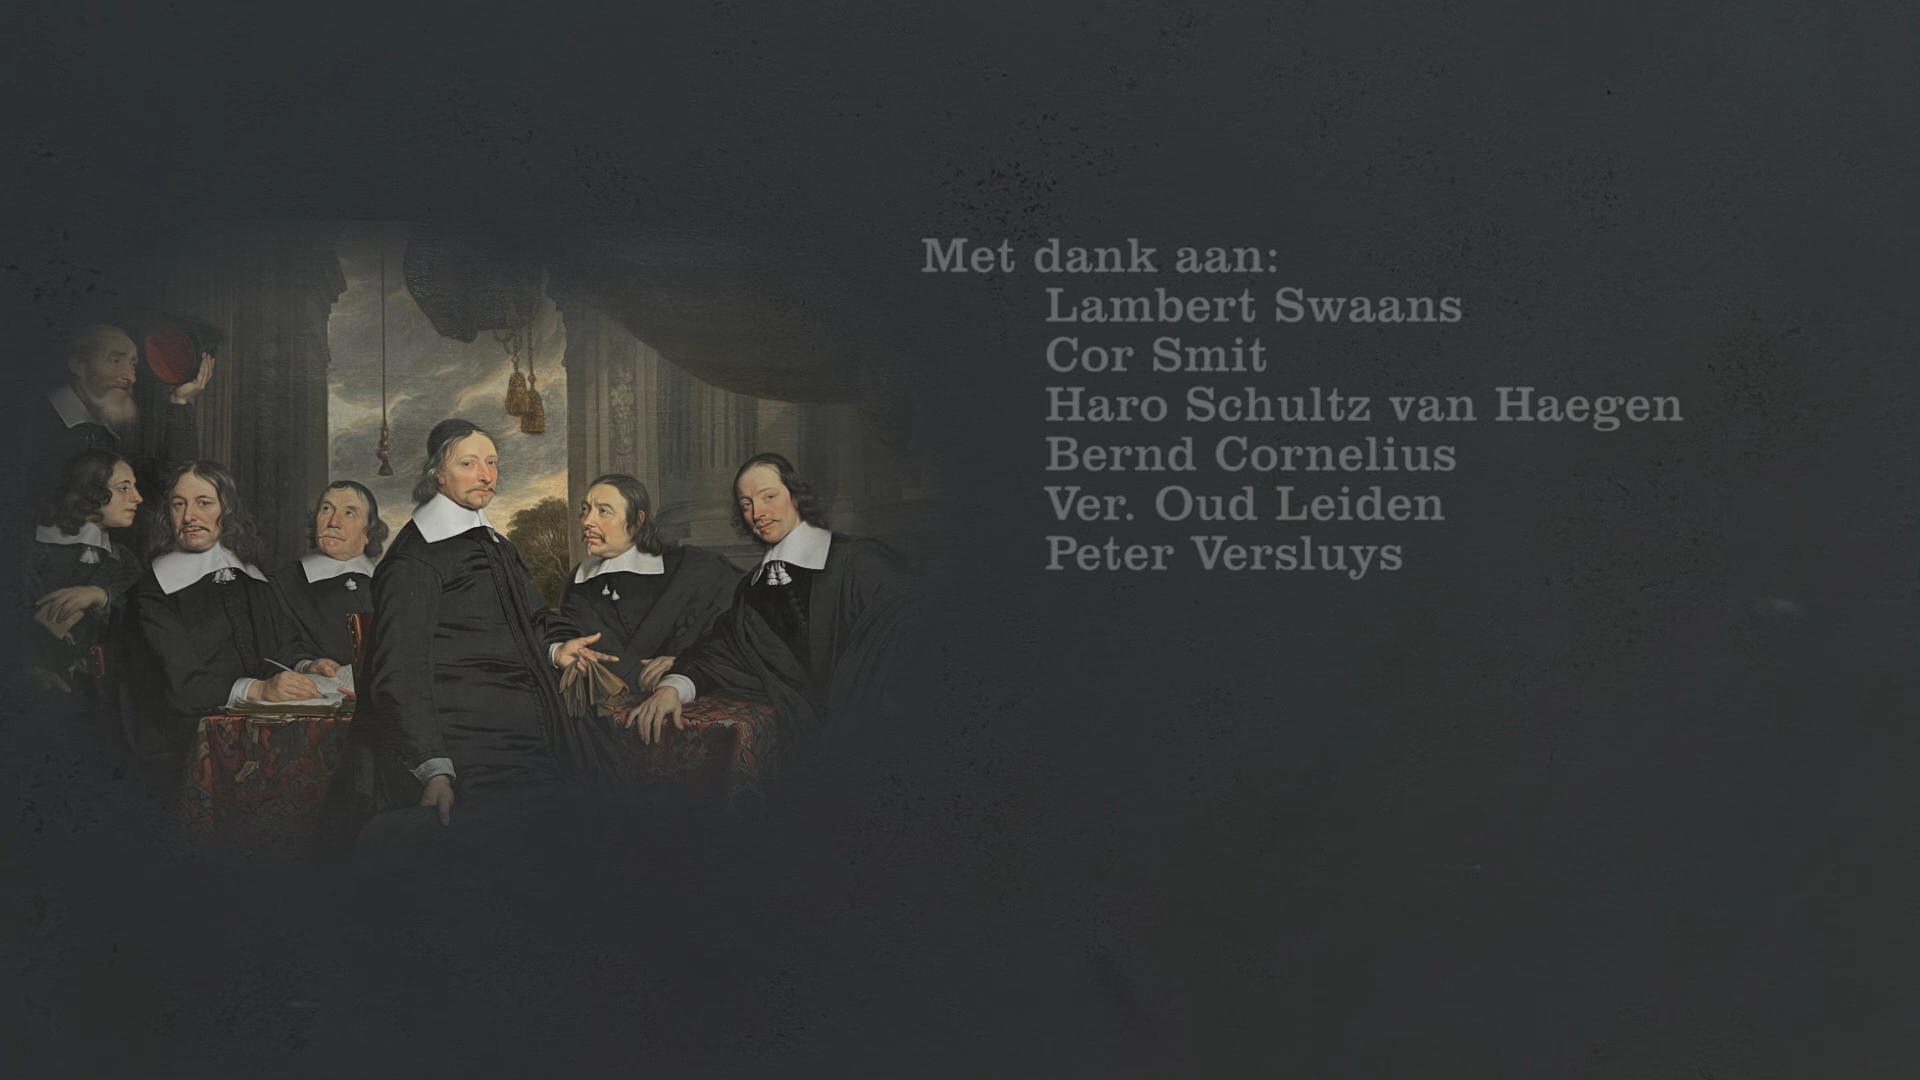 Met dank aan:
Lambert Swaans
Cor Smit
Haro Schultz van Haegen
Bernd Cornelius
Ver. Oud Leiden
Peter Versluys